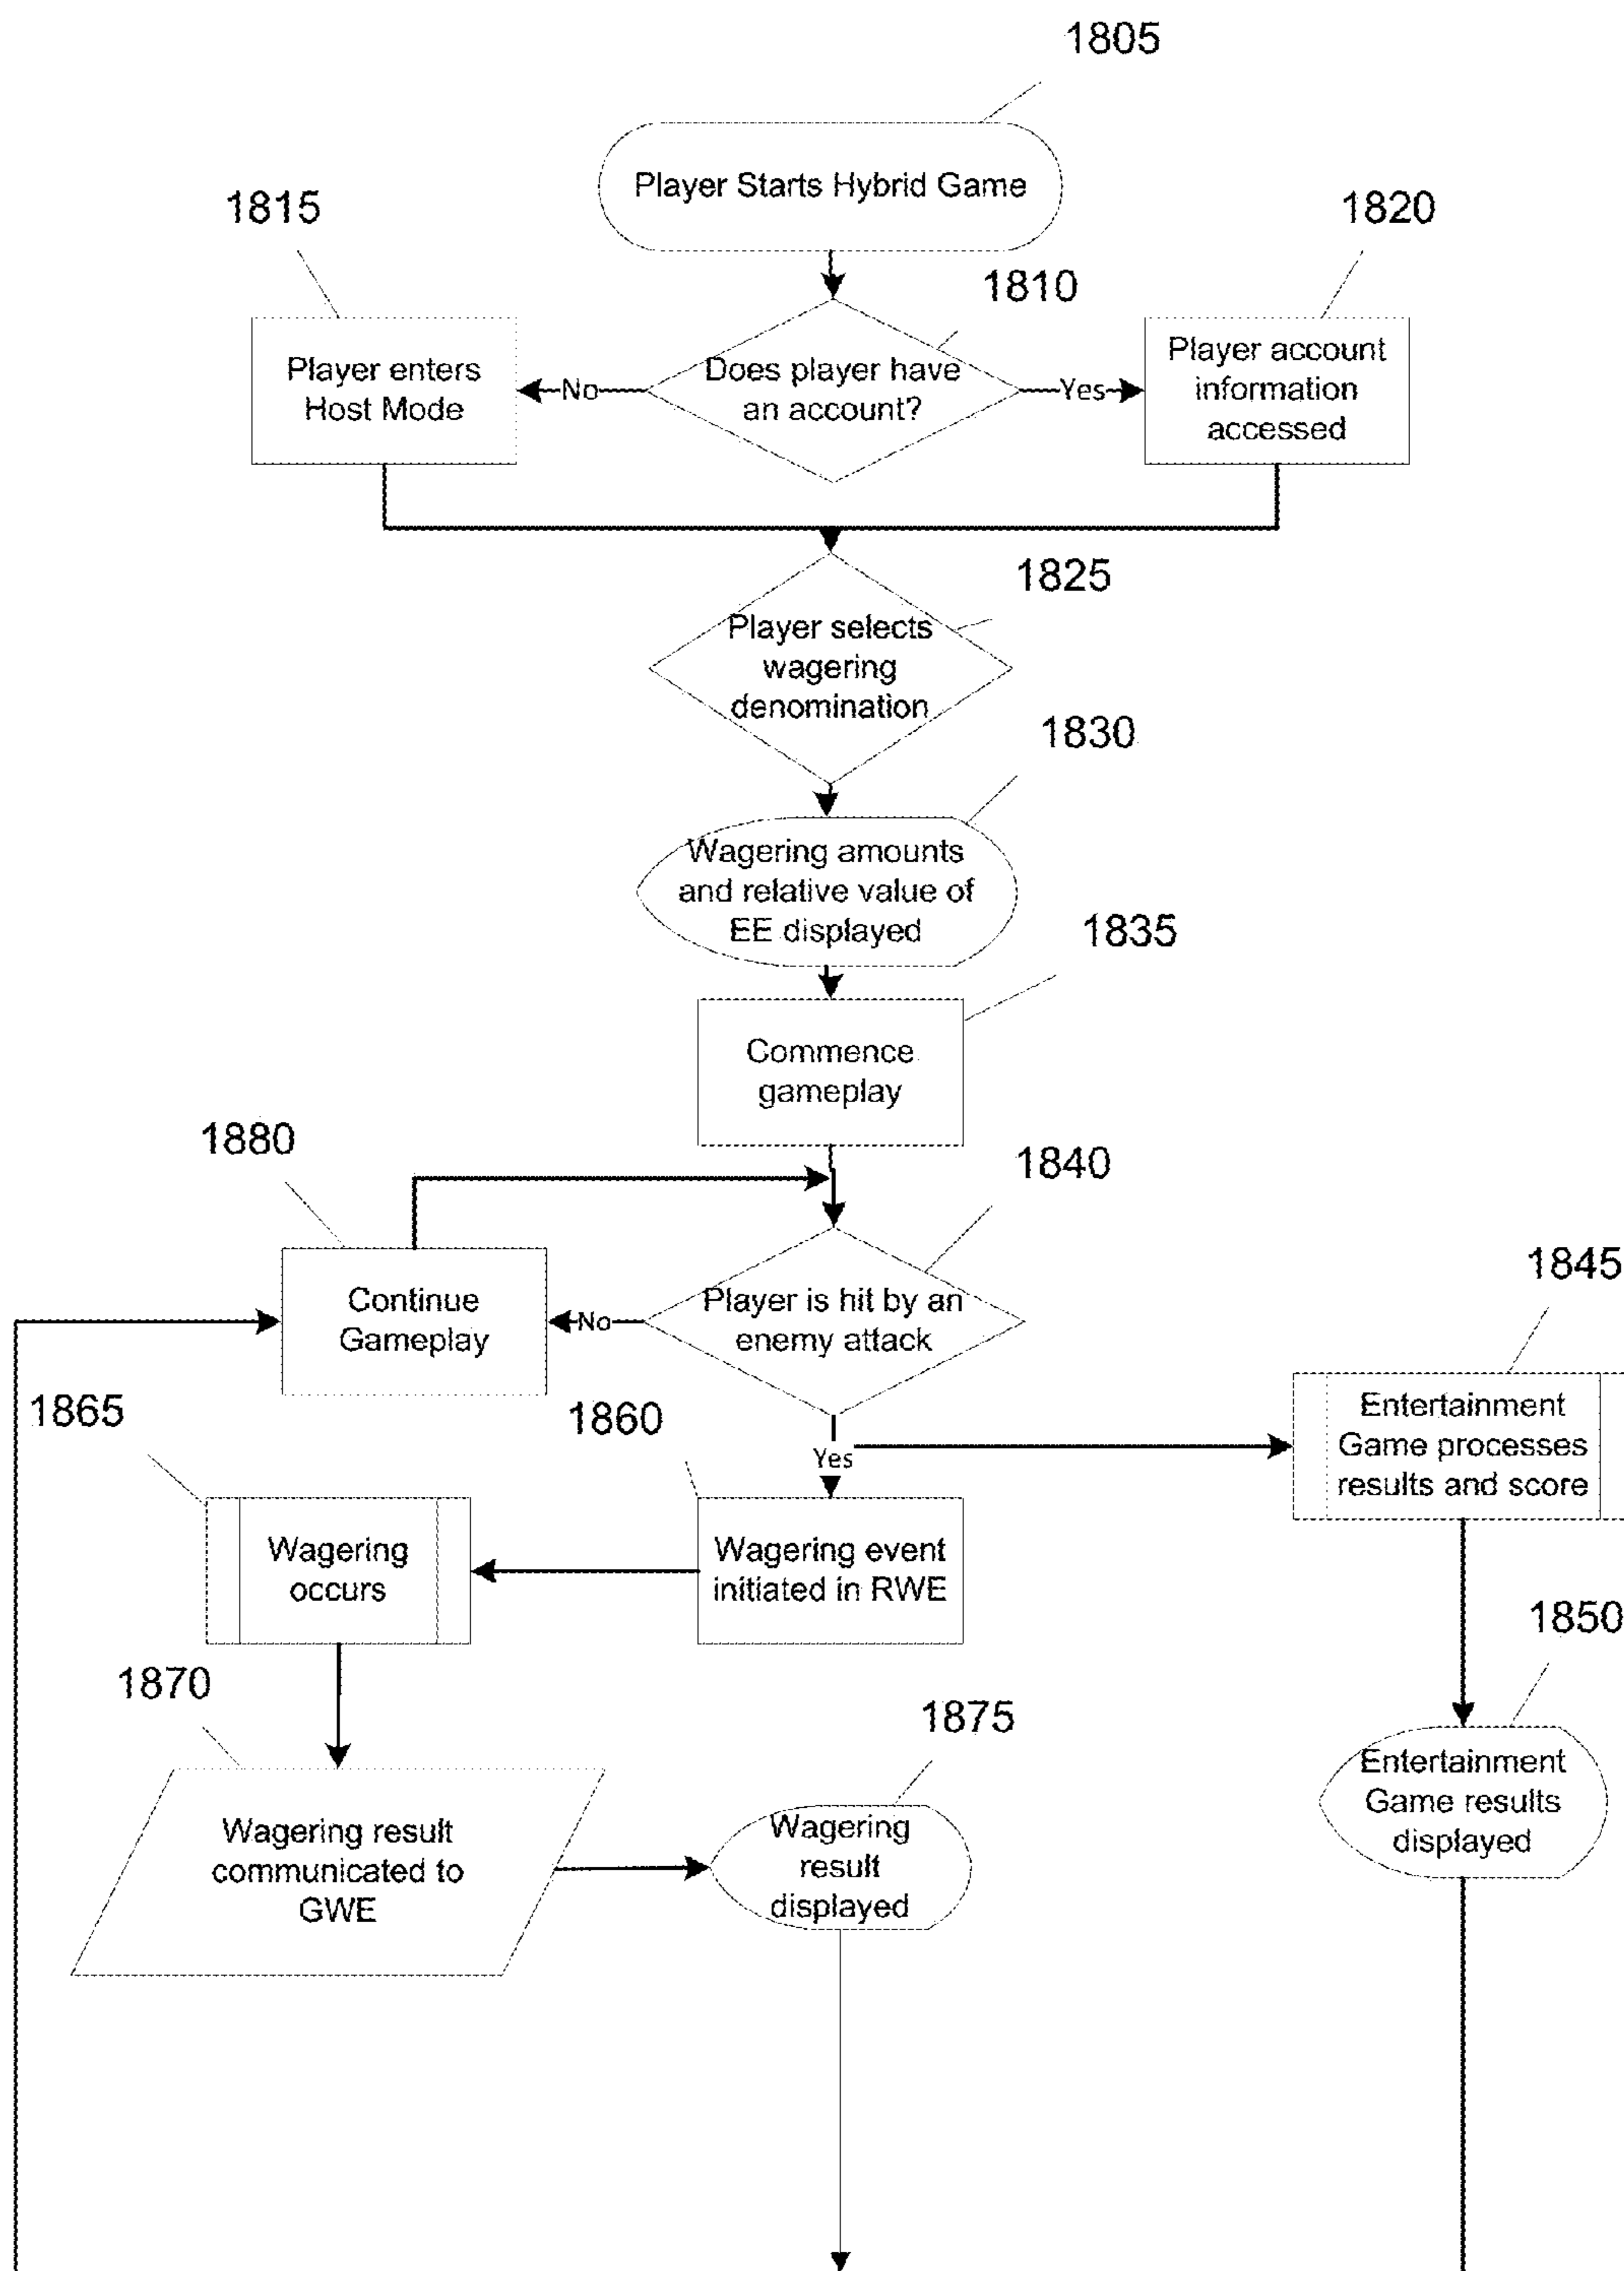 1805
Player Starts Hybrid Game
1815
1820
1810
Player enters
Host Mode
No
Does player have
an account?
Yes
Player account
information
accessed
1825
Player selects
wagering
denomination
1830
Wagering amounts
and relative value of
EE displayed
1835
Commence
gameplay
1880
1840
Continue
Gameplay
No
Player is hit by an
enemy attack
1845
Entertainment
Game processes
results and score
1865
1860
Yes
Wagering
occurs
Wagering event
initiated in RWE
1850
1870
1875
Wagering result
communicated to
GWE
Wagering
result
displayed
Entertainment
Game results
displayed